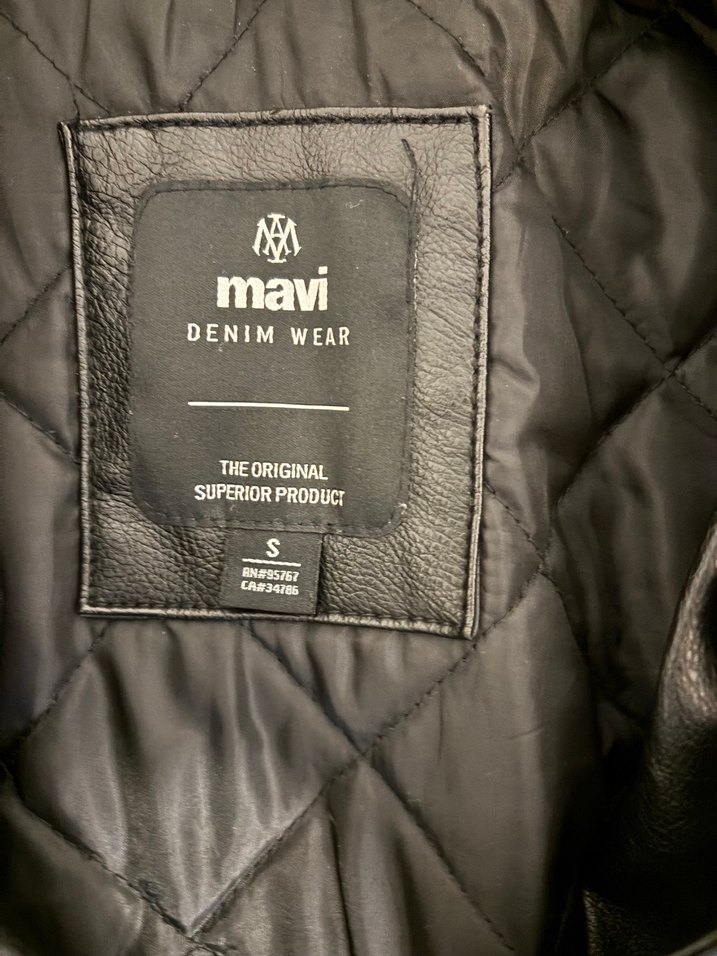 mavi
DENIM WEAR
THE ORIGINAL
SUPERIOR PRODUCT
S
RN#95767
CA#34786